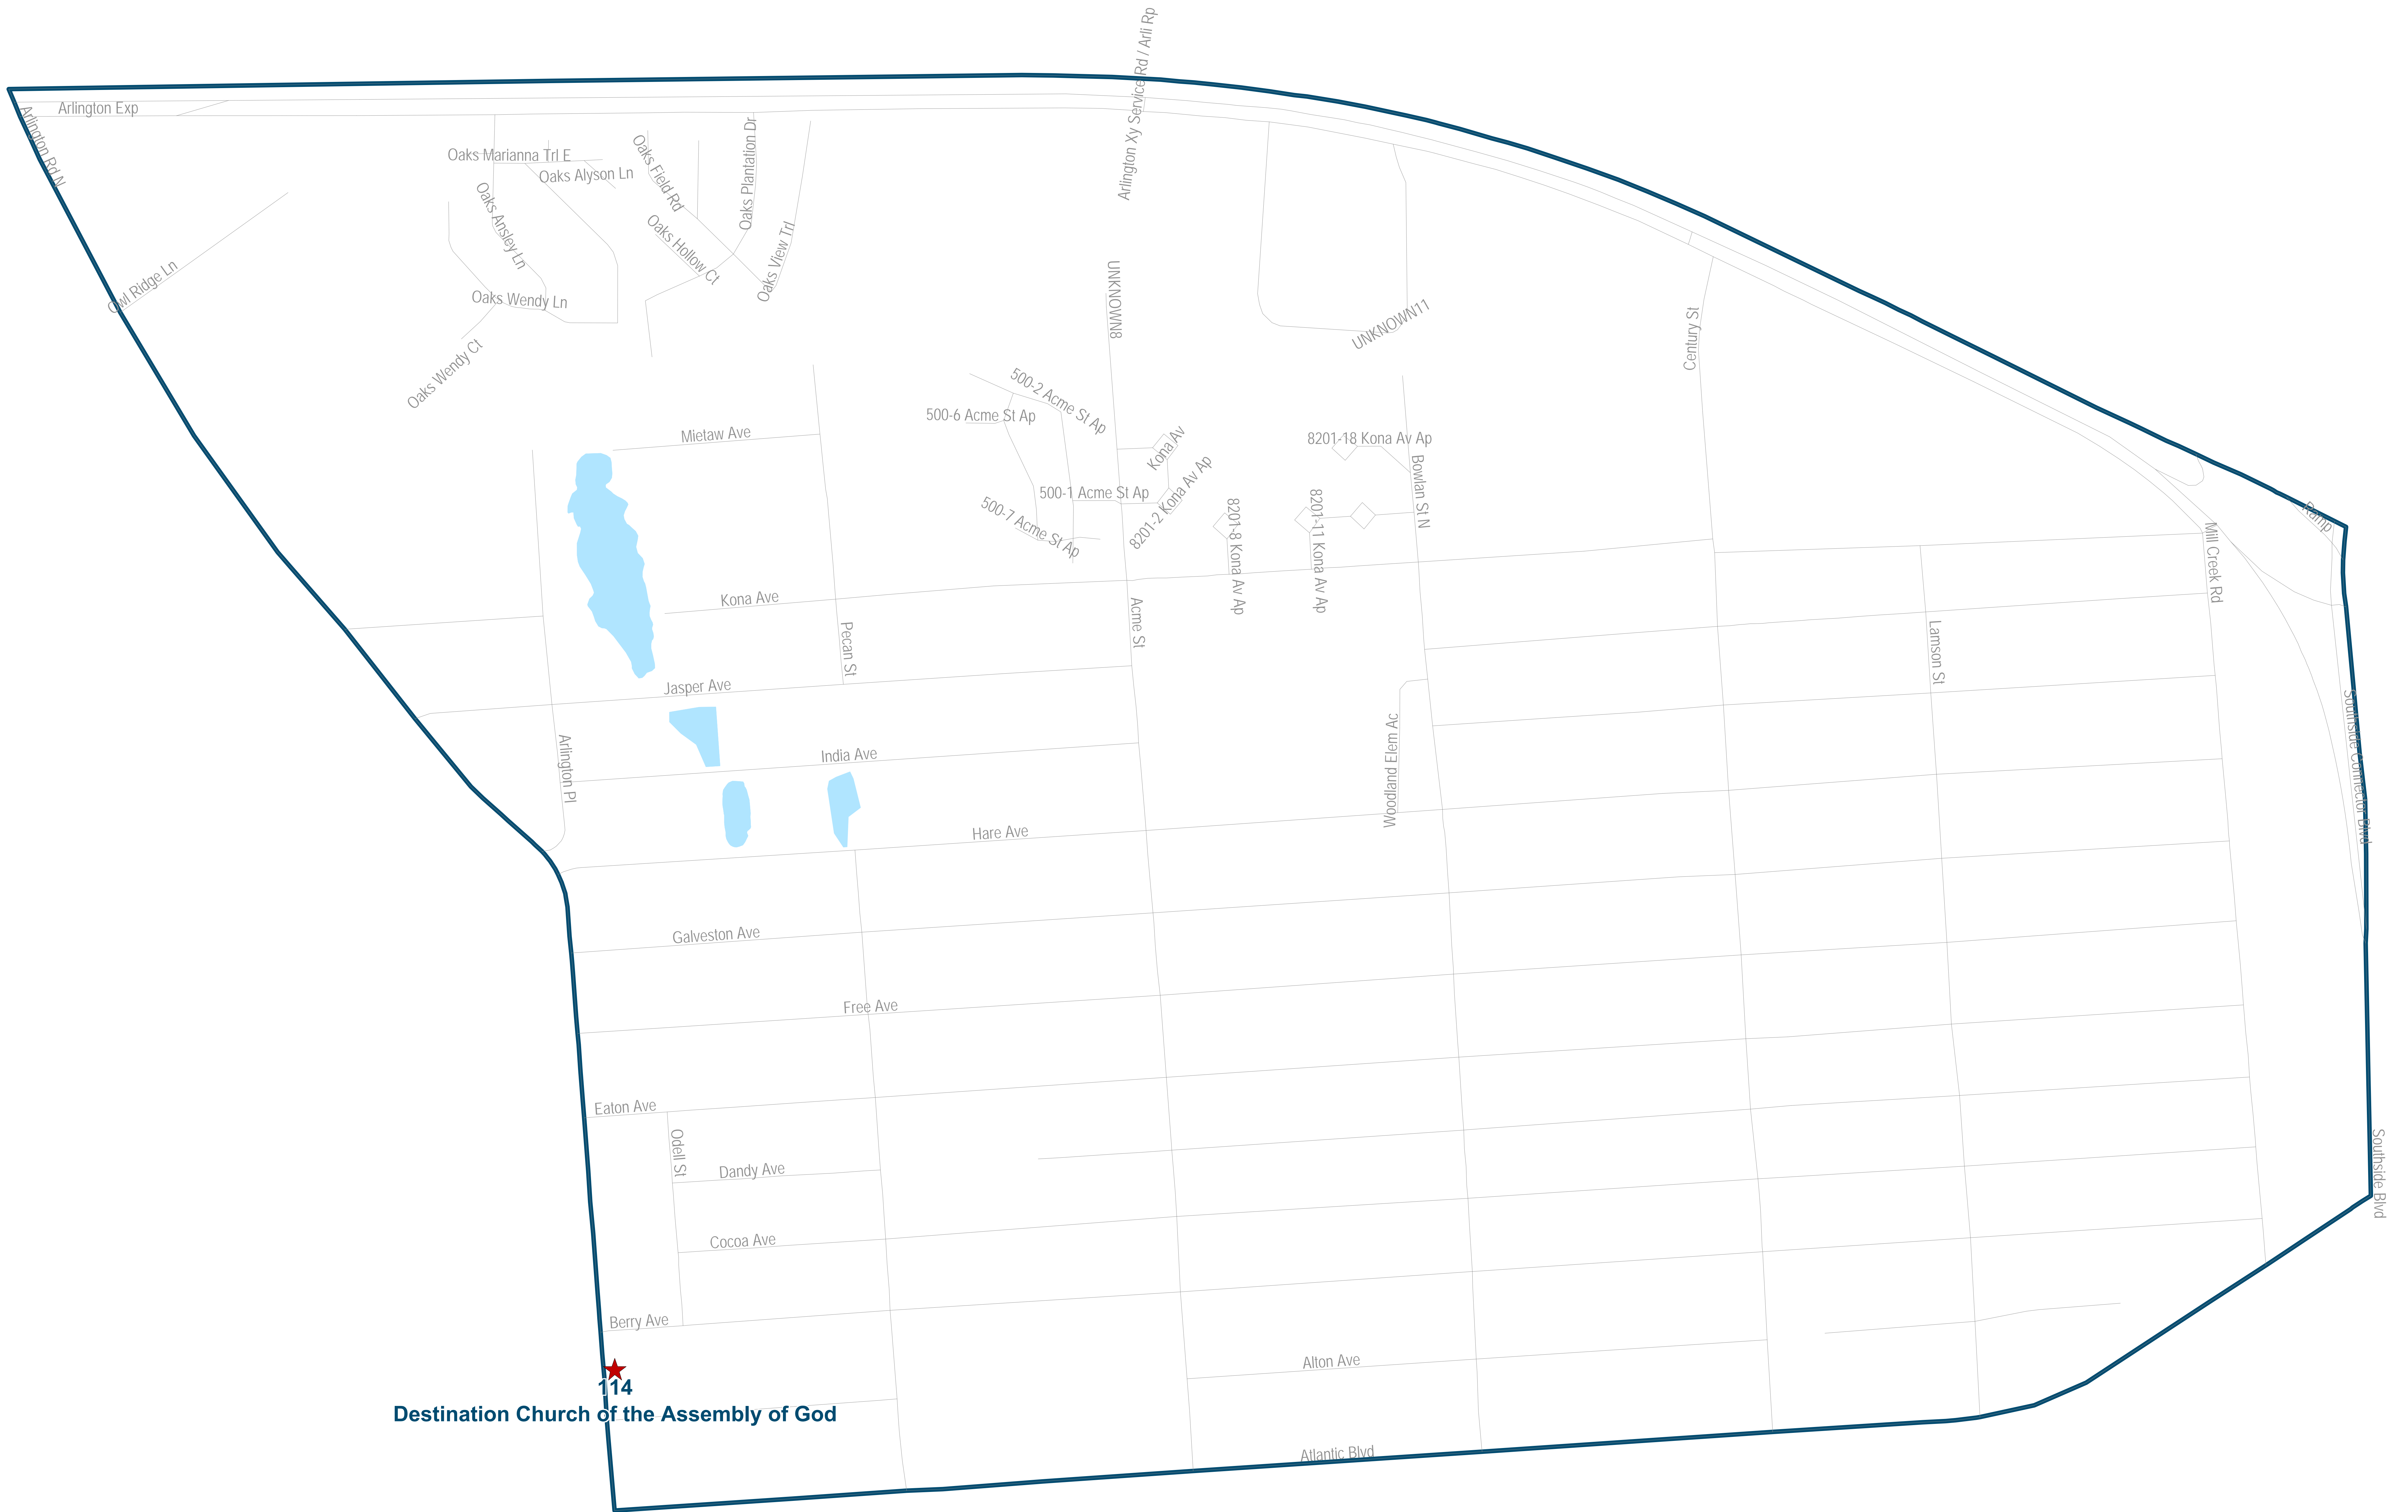 Arlington Xy Service Rd / Arli Rp
Arlington Exp
Arlington Rd N
Oaks Marianna Trl E
Oaks Alyson Ln
Oaks Field Rd
Oaks Plantation Dr
Oaks Ansley Ln
Oaks Hollow Ct
Oaks View Trl
Owl Ridge Ln
Oaks Wendy Ln
Oaks Wendy Ct
UNKNOWN8
UNKNOWN11
Century St
500-2 Acme St Ap
500-6 Acme St Ap
Mietaw Ave
Kona Av
8201-18 Kona Av Ap
Bowlan St N
500-1 Acme St Ap
8201-2 Kona Av Ap
500-7 Acme St Ap
8201-8 Kona Av Ap
8201-11 Kona Av Ap
Ramp
Mill Creek Rd
Kona Ave
Pecan St
Acme St
Lamson St
Jasper Ave
Southside Connector Blvd
Arlington Pl
India Ave
Woodland Elem Ac
Hare Ave
Galveston Ave
Free Ave
Eaton Ave
Odell St
Dandy Ave
Southside Blvd
Cocoa Ave
Berry Ave
Alton Ave
114
Destination Church of the Assembly of God
Atlantic Blvd